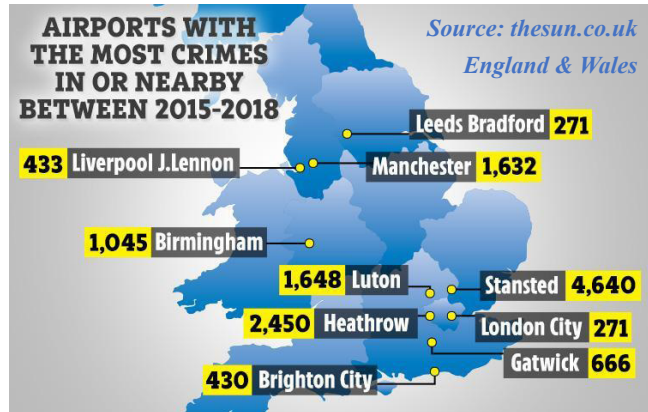 AIRPORTS WITH
THE MOST CRIMES
IN OR NEARBY
BETWEEN 2015-2018
Source: thesun.co.uk
England & Wales
Leeds Bradford 271
433 Liverpool J.Lennon
Manchester 1,632
1,045 Birmingham
1,648 Luton
Stansted 4,640
2,450 Heathrow
London City 271
Gatwick 666
430 Brighton City